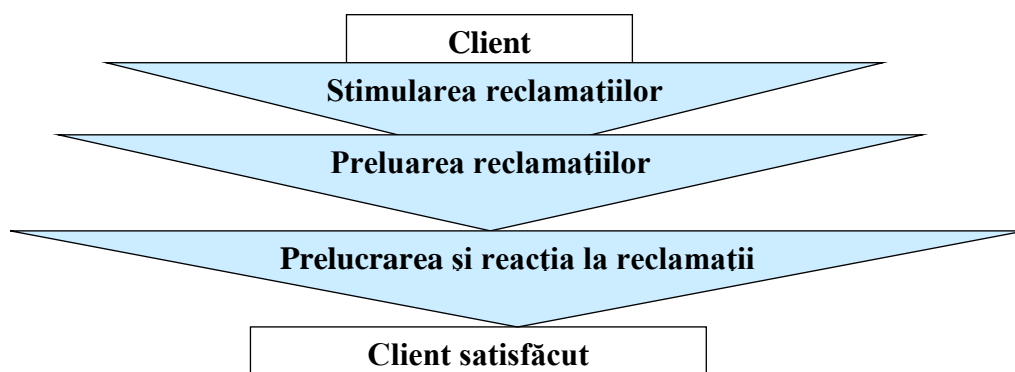 Client
Stimularea reclamațiilor
Preluarea reclamațiilor
Prelucrarea și reacția la reclamații
Client satisfăcut